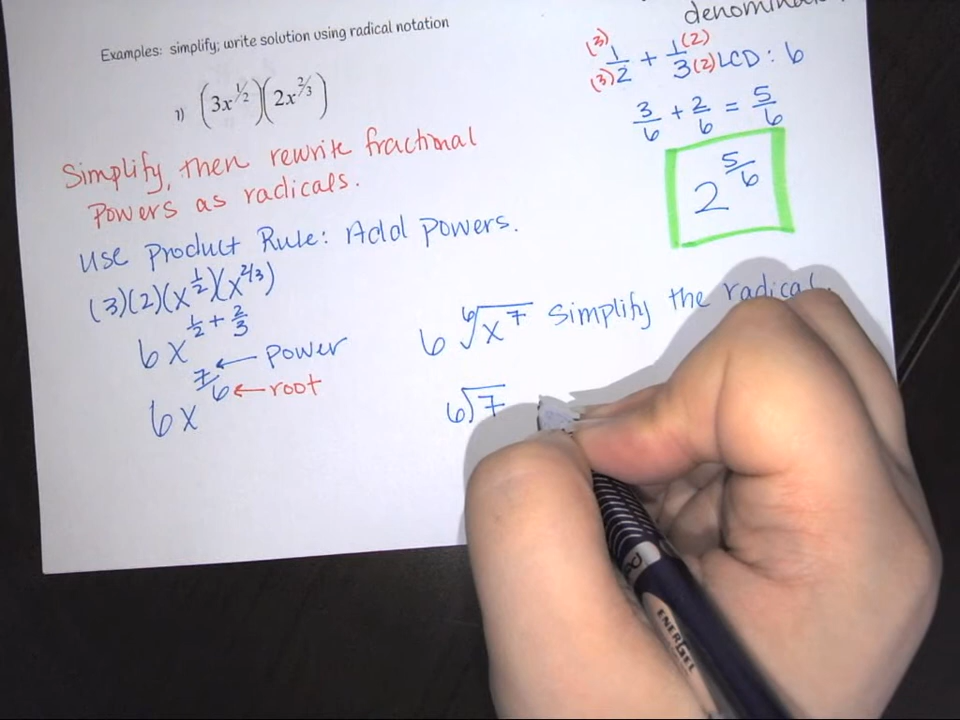 Examples: simplify; write solution using radical notation
1) (3x^{1/2})(2x^{2/3})
Simplify, then rewrite fractional
powers as radicals.
Use Product Rule: Add powers.
(3)(2)(x^{1/2})(x^{2/3})
6x^{1/2 + 2/3}
6x^{7/6} ← power
← root
(3) 1/2 (3) + 1/3 (2) (2) LCD: 6
3/6 + 2/6 = 5/6
2^{5/6}
6 ⁶√x⁷ Simplify the radical.
6)7
ENERGEL